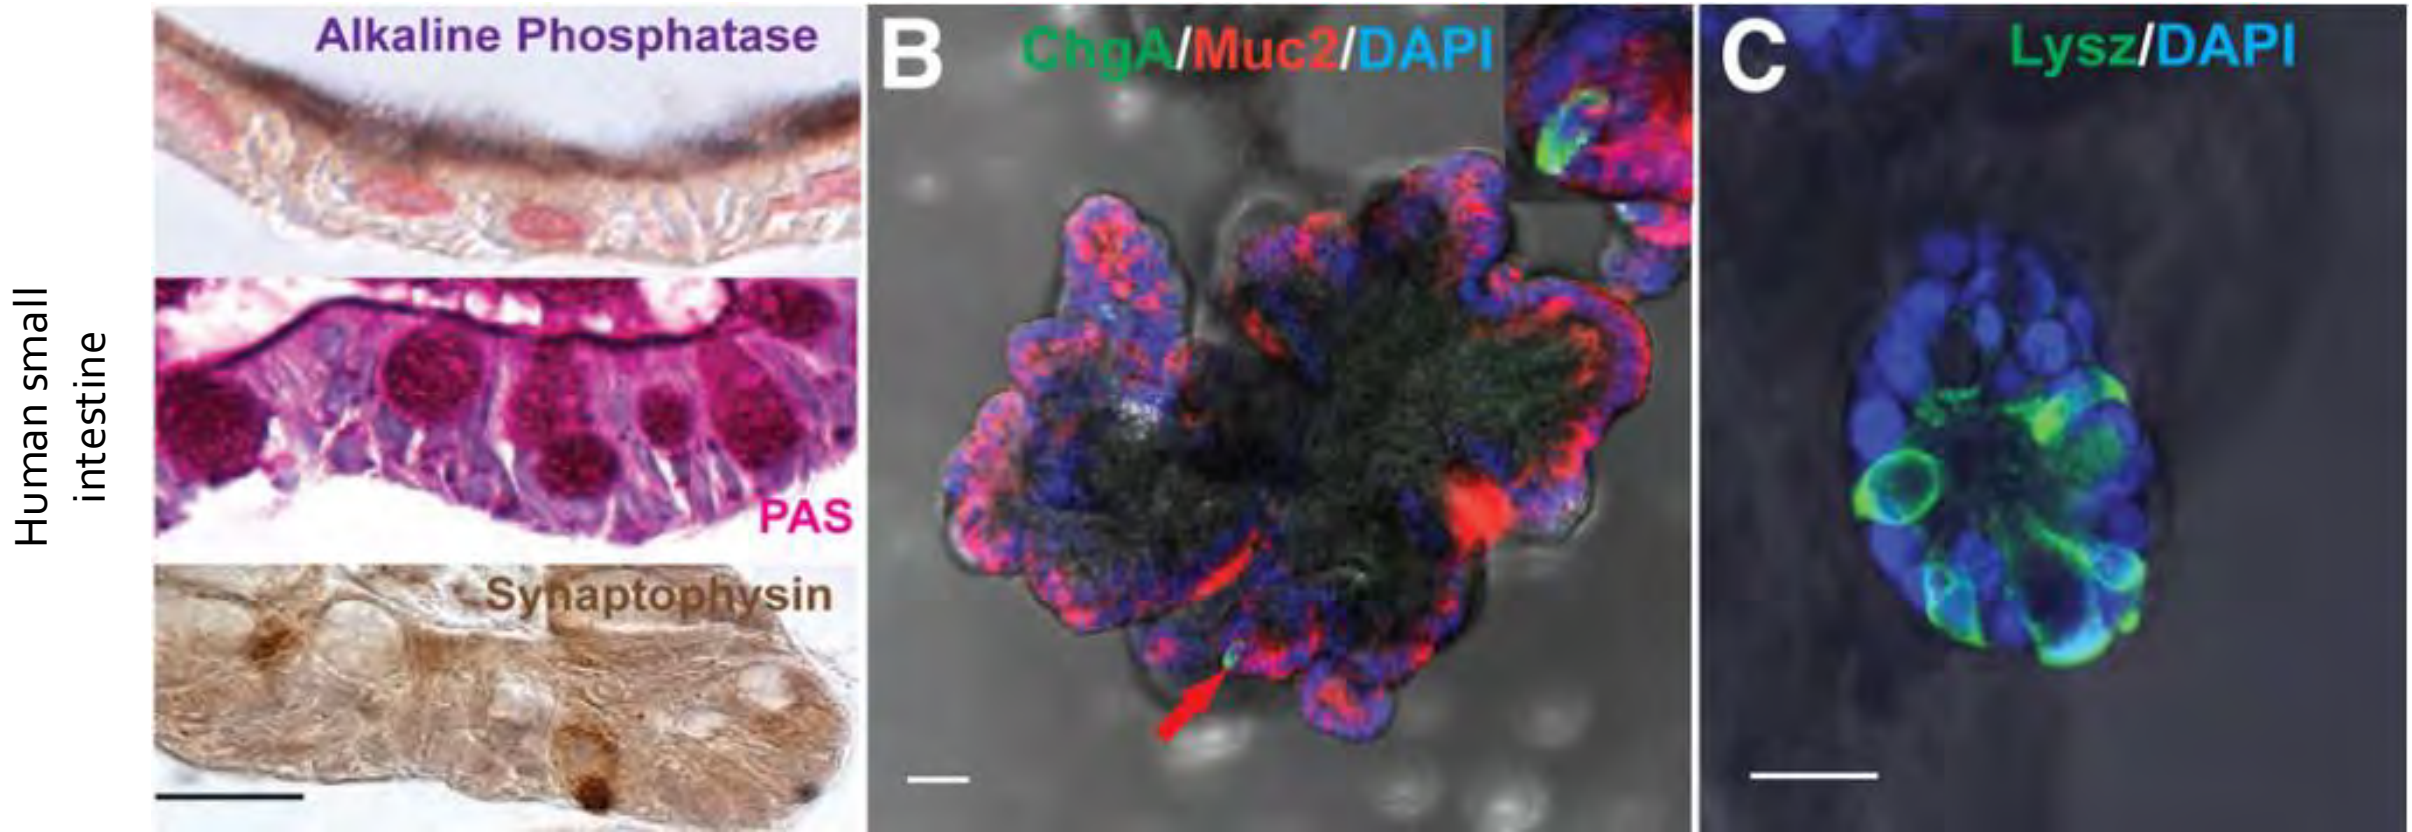 Human small
intestine
Alkaline Phosphatase
PAS
Synaptophysin
B
ChgA/Muc2/DAPI
C
Lysz/DAPI